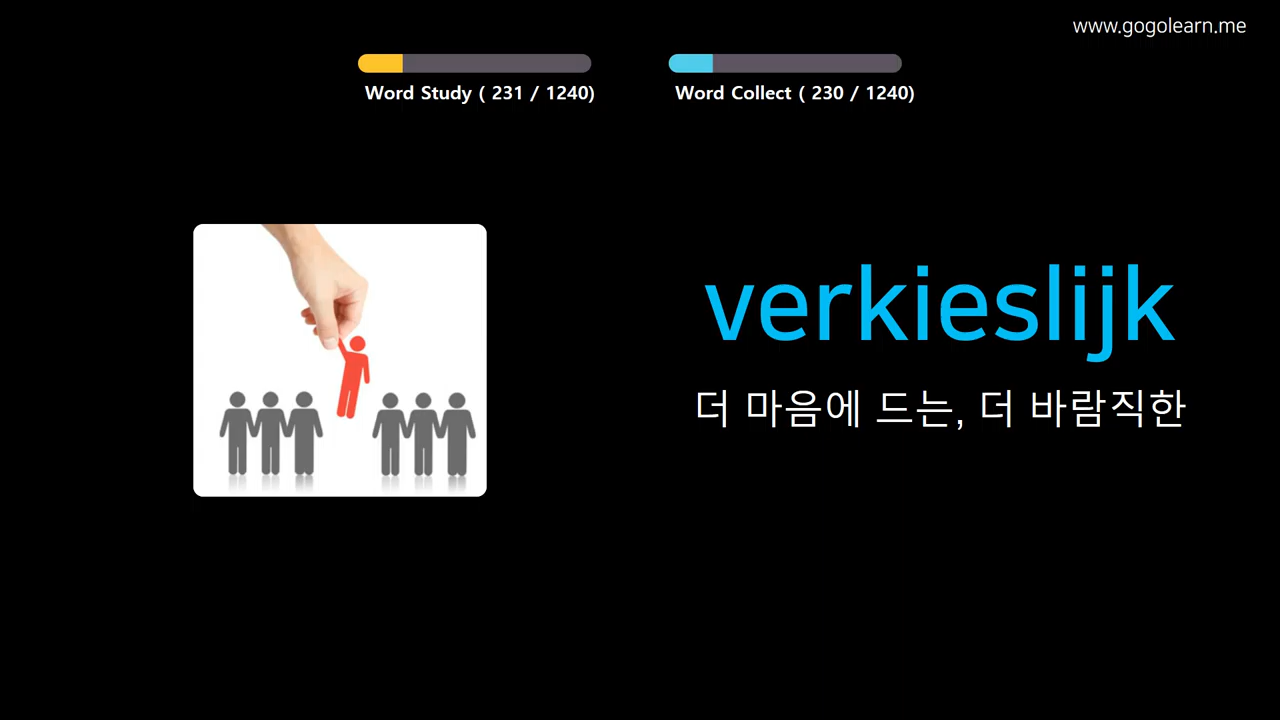 www.gogolearn.me
Word Study ( 231 / 1240)
Word Collect ( 230 / 1240)
verkieslijk
더 마음에 드는, 더 바람직한